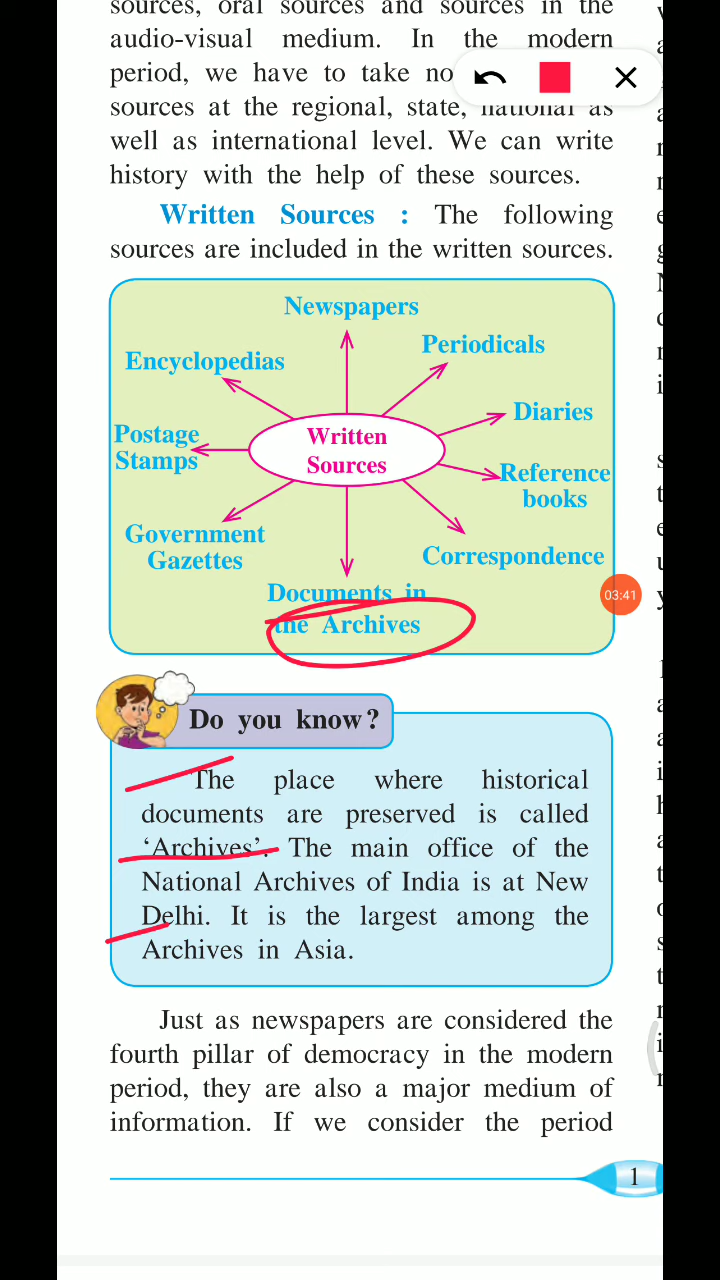 sources, oral sources and sources in the
audio-visual medium. In the modern
period, we have to take no
sources at the regional, state, national as
well as international level. We can write
history with the help of these sources.
Written Sources : The following
sources are included in the written sources.
Newspapers
Periodicals
Encyclopedias
Diaries
Postage
Stamps
Written
Sources
Reference
books
Government
Gazettes
Correspondence
Documents in
the Archives
03:41
Do you know?
The place where historical
documents are preserved is called
‘Archives’. The main office of the
National Archives of India is at New
Delhi. It is the largest among the
Archives in Asia.
Just as newspapers are considered the
fourth pillar of democracy in the modern
period, they are also a major medium of
information. If we consider the period
1